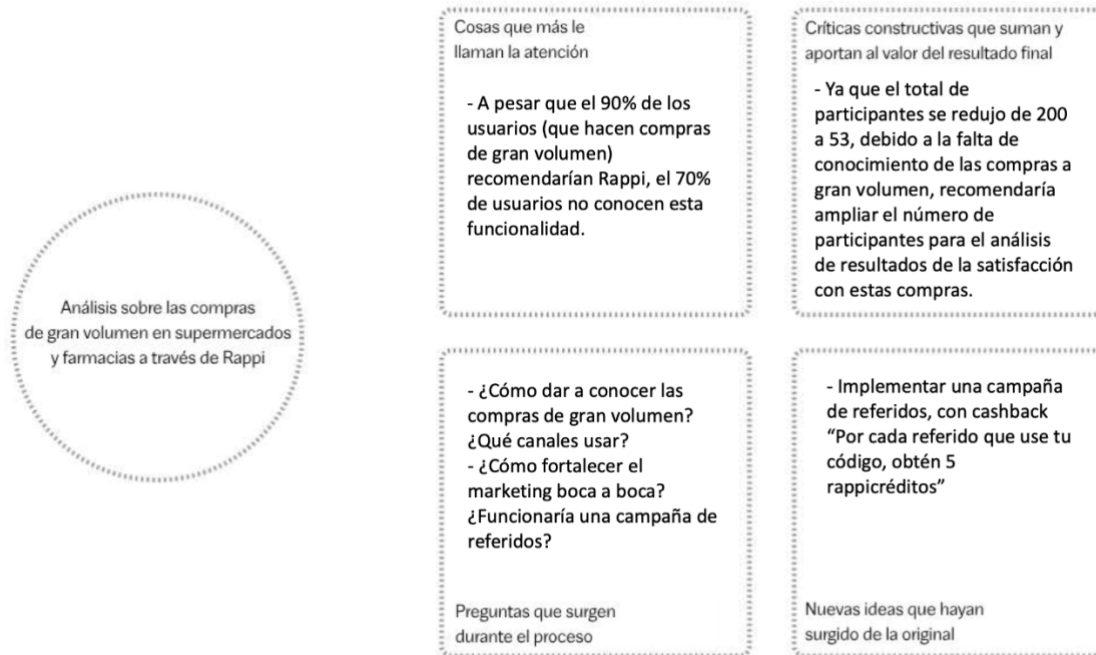 Análisis sobre las compras
de gran volumen en supermercados
y farmacias a través de Rappi
Cosas que más le
llaman la atención
- A pesar que el 90% de los
usuarios (que hacen compras
de gran volumen)
recomendarían Rappi, el 70%
de usuarios no conocen esta
funcionalidad.
Críticas constructivas que suman y
aportan al valor del resultado final
- Ya que el total de
participantes se redujo de 200
a 53, debido a la falta de
conocimiento de las compras a
gran volumen, recomendaría
ampliar el número de
participantes para el análisis
de resultados de la satisfacción
con estas compras.
- ¿Cómo dar a conocer las
compras de gran volumen?
¿Qué canales usar?
- ¿Cómo fortalecer el
marketing boca a boca?
¿Funcionaría una campaña de
referidos?
Preguntas que surgen
durante el proceso
- Implementar una campaña
de referidos, con cashback
“Por cada referido que use tu
código, obtén 5
rappicréditos”
Nuevas ideas que hayan
surgido de la original